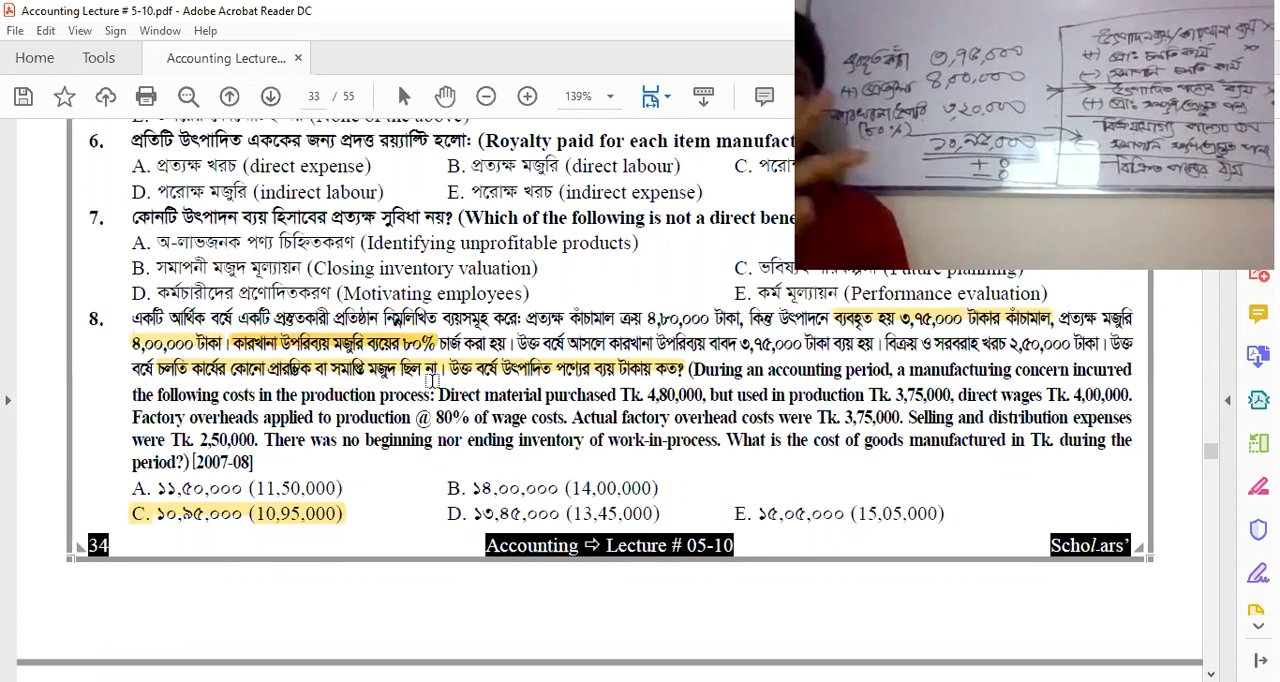 Accounting Lecture # 5-10.pdf - Adobe Acrobat Reader DC
File Edit View Sign Window Help
Home Tools Accounting Lecture... ×
33 / 55 139%
E. 
6. প্রতিটি উৎপাদিত এককের জন্য প্রদত্ত রয়্যাল্টি হলো: (Royalty paid for each item manufact
A. প্রত্যক্ষ খরচ (direct expense) B. প্রত্যক্ষ মজুরি (direct labour) C. পরো
D. পরোক্ষ মজুরি (indirect labour) E. পরোক্ষ খরচ (indirect expense)
7. কোনটি উৎপাদন ব্যয় হিসাবের প্রত্যক্ষ সুবিধা নয়? (Which of the following is not a direct bene
A. অ-লাভজনক পণ্য চিহ্নিতকরণ (Identifying unprofitable products)
B. সমাপনী মজুদ মূল্যায়ন (Closing inventory valuation) C. ভবিষ্য
D. কর্মচারীদের প্রণোদিতকরণ (Motivating employees) E. কর্ম মূল্যায়ন (Performance evaluation)
8. একটি আর্থিক বর্ষে একটি প্রস্তুতকারী প্রতিষ্ঠান নিম্নলিখিত ব্যয়সমূহ করে: প্রত্যক্ষ কাঁচামাল ক্রয় ৪,৮০,০০০ টাকা, কিন্তু উৎপাদনে ব্যবহৃত হয় ৩,৭৫,০০০ টাকার কাঁচামাল, প্রত্যক্ষ মজুরি
৪,০০,০০০ টাকা। কারখানা উপরিব্যয় মজুরি ব্যয়ের ৮০% চার্জ করা হয়। উক্ত বর্ষে আসলে কারখানা উপরিব্যয় বাবদ ৩,৭৫,০০০ টাকা ব্যয় হয়। বিক্রয় ও সরবরাহ খরচ ২,৫০,০০০ টাকা। উক্ত
বর্ষে চলতি কার্যের কোনো প্রারম্ভিক বা সমাপ্তি মজুদ ছিল না। উক্ত বর্ষে উৎপাদিত পণ্যের ব্যয় টাকায় কত? (During an accounting period, a manufacturing concern incurred
the following costs in the production process: Direct material purchased Tk. 4,80,000, but used in production Tk. 3,75,000, direct wages Tk. 4,00,000.
Factory overheads applied to production @ 80% of wage costs. Actual factory overhead costs were Tk. 3,75,000. Selling and distribution expenses
were Tk. 2,50,000. There was no beginning nor ending inventory of work-in-process. What is the cost of goods manufactured in Tk. during the
period?) [2007-08]
A. ১১,৫০,০০০ (11,50,000) B. ১৪,০০,০০০ (14,00,000)
C. ১০,৯৫,০০০ (10,95,000) D. ১৩,৪৫,০০০ (13,45,000) E. ১৫,০৫,০০০ (15,05,000)
34 Accounting ⇨ Lecture # 05-10 Scholars'
৩,৭৫,০০০
৪,০০,০০০
৩,২০,০০০
(৮০%)
১০,৯৫,০০০
± ০
(+) প্রাঃ চলতি কার্য
(-) সমাপনি চলতি কার্য
উৎপাদিত পণ্যের ব্যয়
বিক্রিত পণ্যের ব্যয়